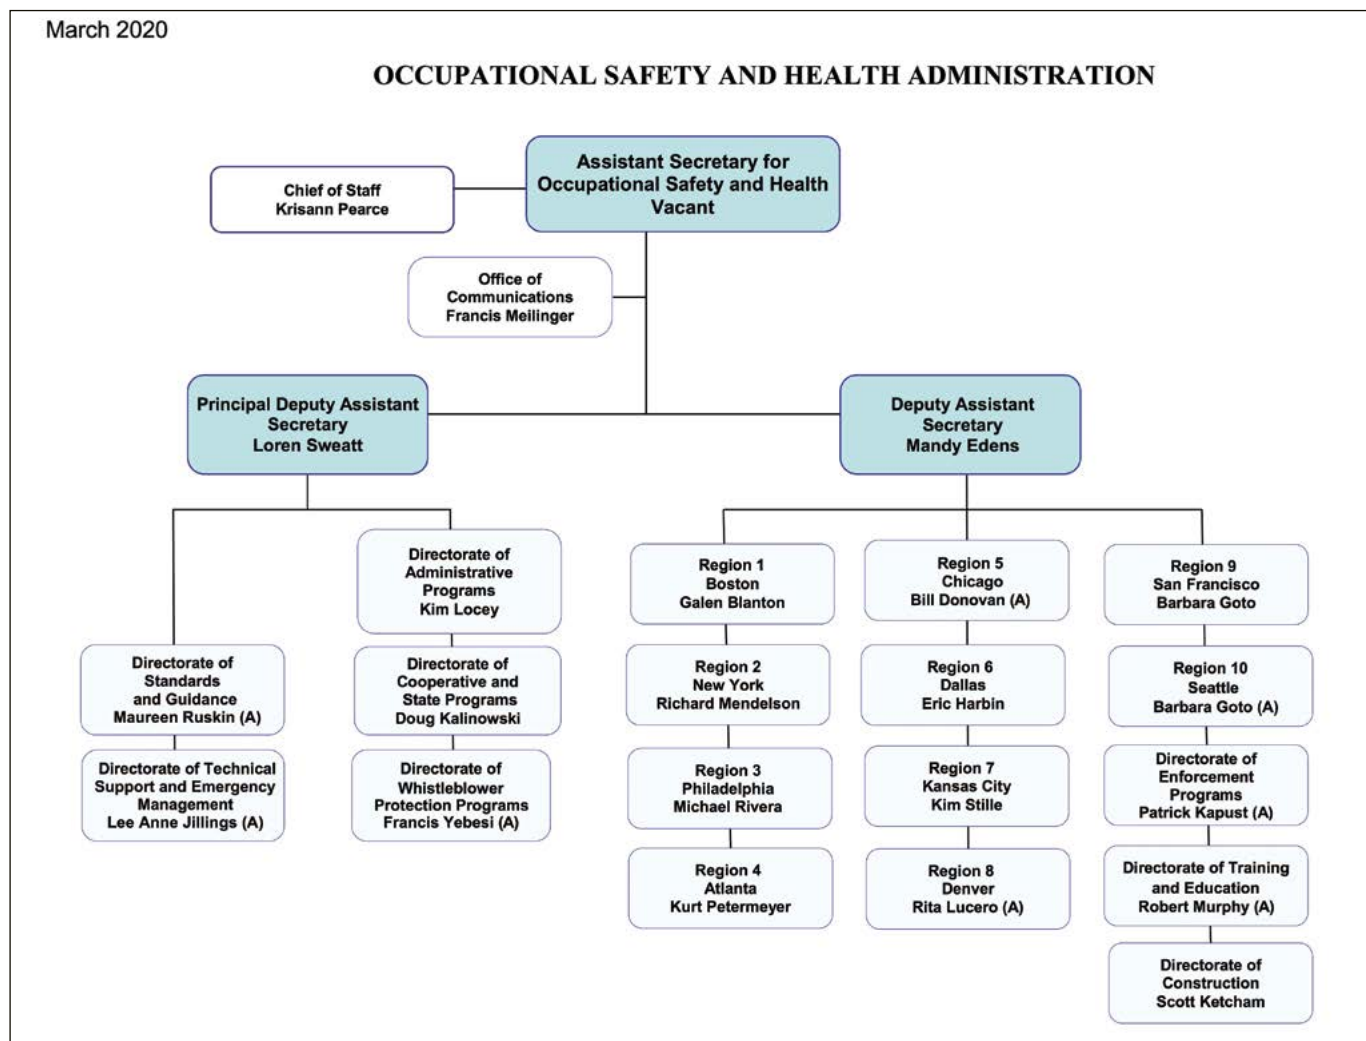 March 2020
OCCUPATIONAL SAFETY AND HEALTH ADMINISTRATION
Assistant Secretary for
Occupational Safety and Health
Vacant
Chief of Staff
Krisann Pearce
Office of
Communications
Francis Meilinger
Principal Deputy Assistant
Secretary
Loren Sweatt
Deputy Assistant
Secretary
Mandy Edens
Directorate of
Standards
and Guidance
Maureen Ruskin (A)
Directorate of Technical
Support and Emergency
Management
Lee Anne Jillings (A)
Directorate of
Administrative
Programs
Kim Locey
Directorate of
Cooperative and
State Programs
Doug Kalinowski
Directorate of
Whistleblower
Protection Programs
Francis Yebesi (A)
Region 1
Boston
Galen Blanton
Region 2
New York
Richard Mendelson
Region 3
Philadelphia
Michael Rivera
Region 4
Atlanta
Kurt Petermeyer
Region 5
Chicago
Bill Donovan (A)
Region 6
Dallas
Eric Harbin
Region 7
Kansas City
Kim Stille
Region 8
Denver
Rita Lucero (A)
Region 9
San Francisco
Barbara Goto
Region 10
Seattle
Barbara Goto (A)
Directorate of
Enforcement
Programs
Patrick Kapust (A)
Directorate of Training
and Education
Robert Murphy (A)
Directorate of
Construction
Scott Ketcham